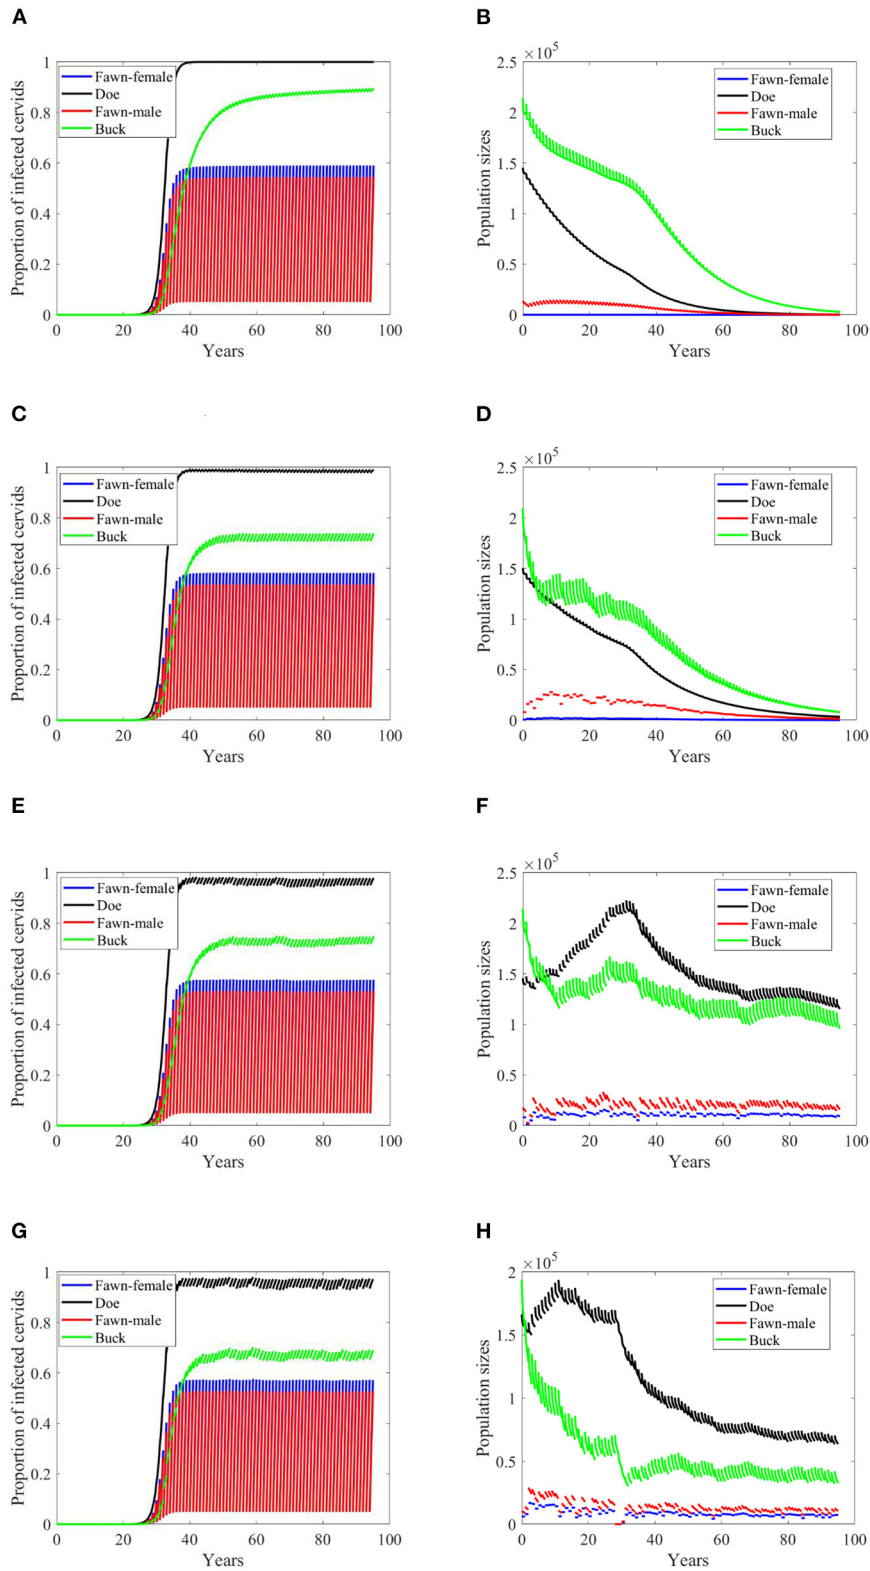 A
Proportion of infected cervids
1
0.8
0.6
0.4
0.2
0
Fawn-female
Doe
Fawn-male
Buck
0 20 40 60 80 100
Years
B
×10^5
Population sizes
2.5
2
1.5
1
0.5
0
Fawn-female
Doe
Fawn-male
Buck
0 20 40 60 80 100
Years
C
Proportion of infected cervids
1
0.8
0.6
0.4
0.2
0
Fawn-female
Doe
Fawn-male
Buck
0 20 40 60 80 100
Years
D
×10^5
Population sizes
2.5
2
1.5
1
0.5
0
Fawn-female
Doe
Fawn-male
Buck
0 20 40 60 80 100
Years
E
Proportion of infected cervids
1
0.8
0.6
0.4
0.2
0
Fawn-female
Doe
Fawn-male
Buck
0 20 40 60 80 100
Years
F
×10^5
Population sizes
2.5
2
1.5
1
0.5
0
Fawn-female
Doe
Fawn-male
Buck
0 20 40 60 80 100
Years
G
Proportion of infected cervids
1
0.8
0.6
0.4
0.2
0
Fawn-female
Doe
Fawn-male
Buck
0 20 40 60 80 100
Years
H
×10^5
Population sizes
2
1.5
1
0.5
0
Fawn-female
Doe
Fawn-male
Buck
0 20 40 60 80 100
Years